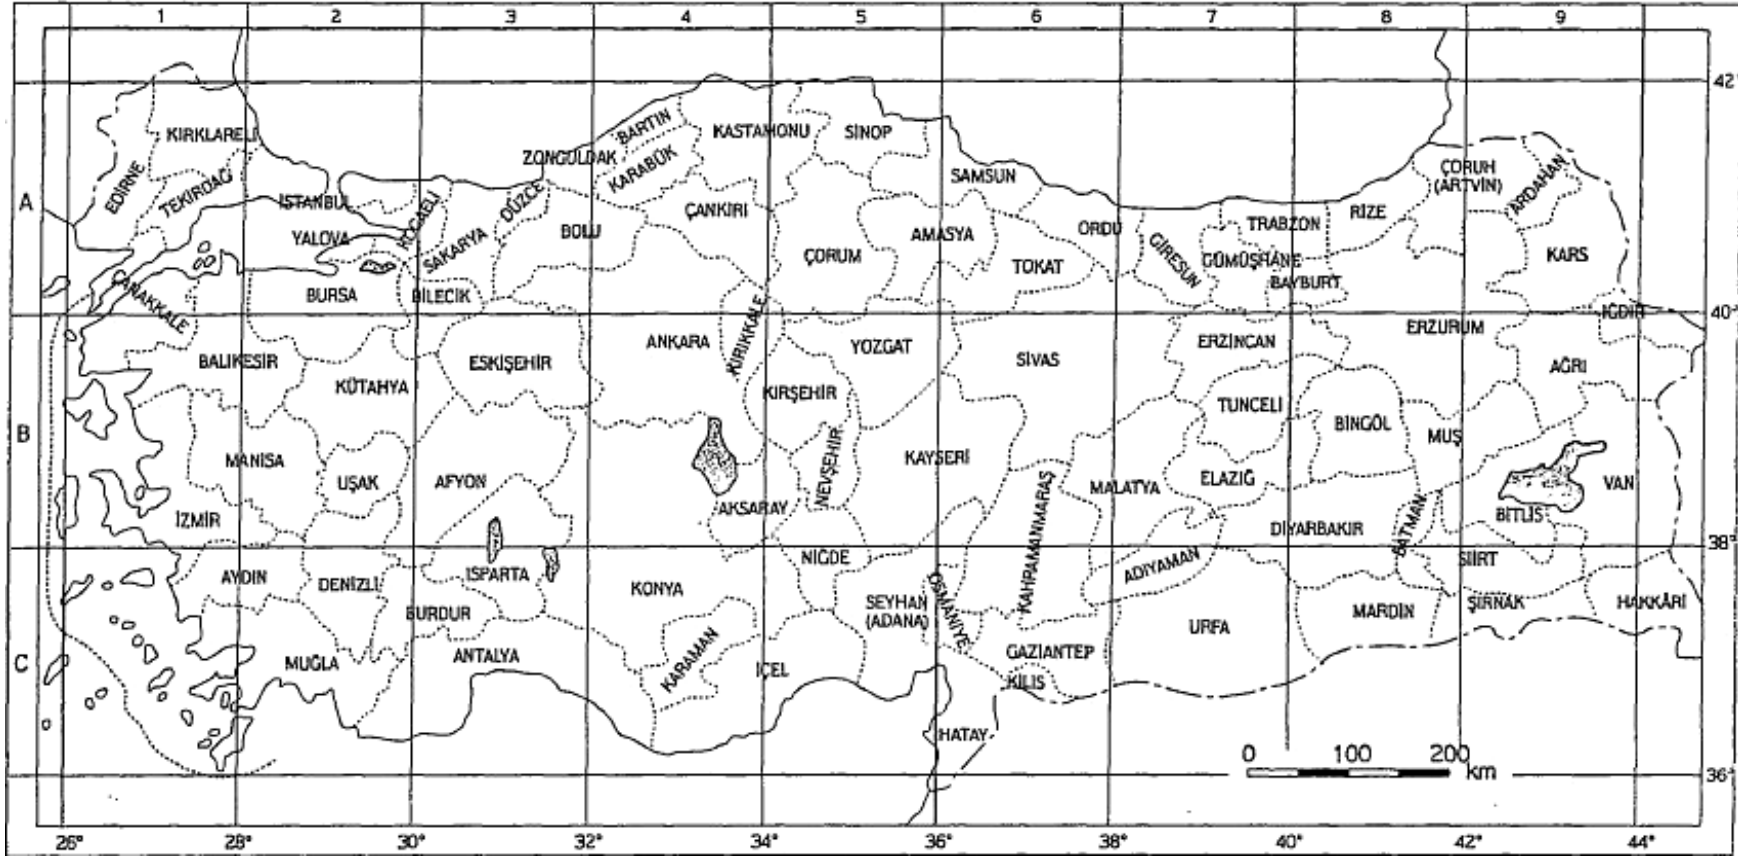 1 2 3 4 5 6 7 8 9
42°
KIRKLARELİ
BARTIN
KASTAMONU
SİNOP
ZONGULDAK
KARABÜK
EDİRNE
TEKİRDAĞ
ÇORUH
(ARTVİN)
ARDAHAN
A
İSTANBUL
KOCAELİ
DÜZCE
ÇANKIRI
SAMSUN
RİZE
YALOVA
SAKARYA
BOLU
AMASYA
ORDU
TRABZON
ÇORUM
TOKAT
GİRESUN
GÜMÜŞHANE
KARS
ÇANAKKALE
BURSA
BİLECİK
BAYBURT
40°
IĞDIR
BALIKESİR
KÜTAHYA
ESKİŞEHİR
ANKARA
KIRIKKALE
YOZGAT
SİVAS
ERZİNCAN
ERZURUM
AĞRI
KIRŞEHİR
TUNCELİ
BİNGÖL
MUŞ
B
MANİSA
UŞAK
AFYON
NEVŞEHİR
KAYSERİ
MALATYA
ELAZIĞ
VAN
İZMİR
AKSARAY
KAHPAMANMARAŞ
DİYARBAKIR
BATMAN
BİTLİS
38°
AYDIN
DENİZLİ
ISPARTA
KONYA
NİĞDE
ADIYAMAN
SİİRT
BURDUR
SEYHAN
(ADANA)
OSMANİYE
URFA
MARDİN
ŞIRNAK
HAKKÂRİ
C
MUĞLA
ANTALYA
KARAMAN
İÇEL
GAZİANTEP
KİLİS
HATAY
0 100 200
km
36°
26° 28° 30° 32° 34° 36° 38° 40° 42° 44°